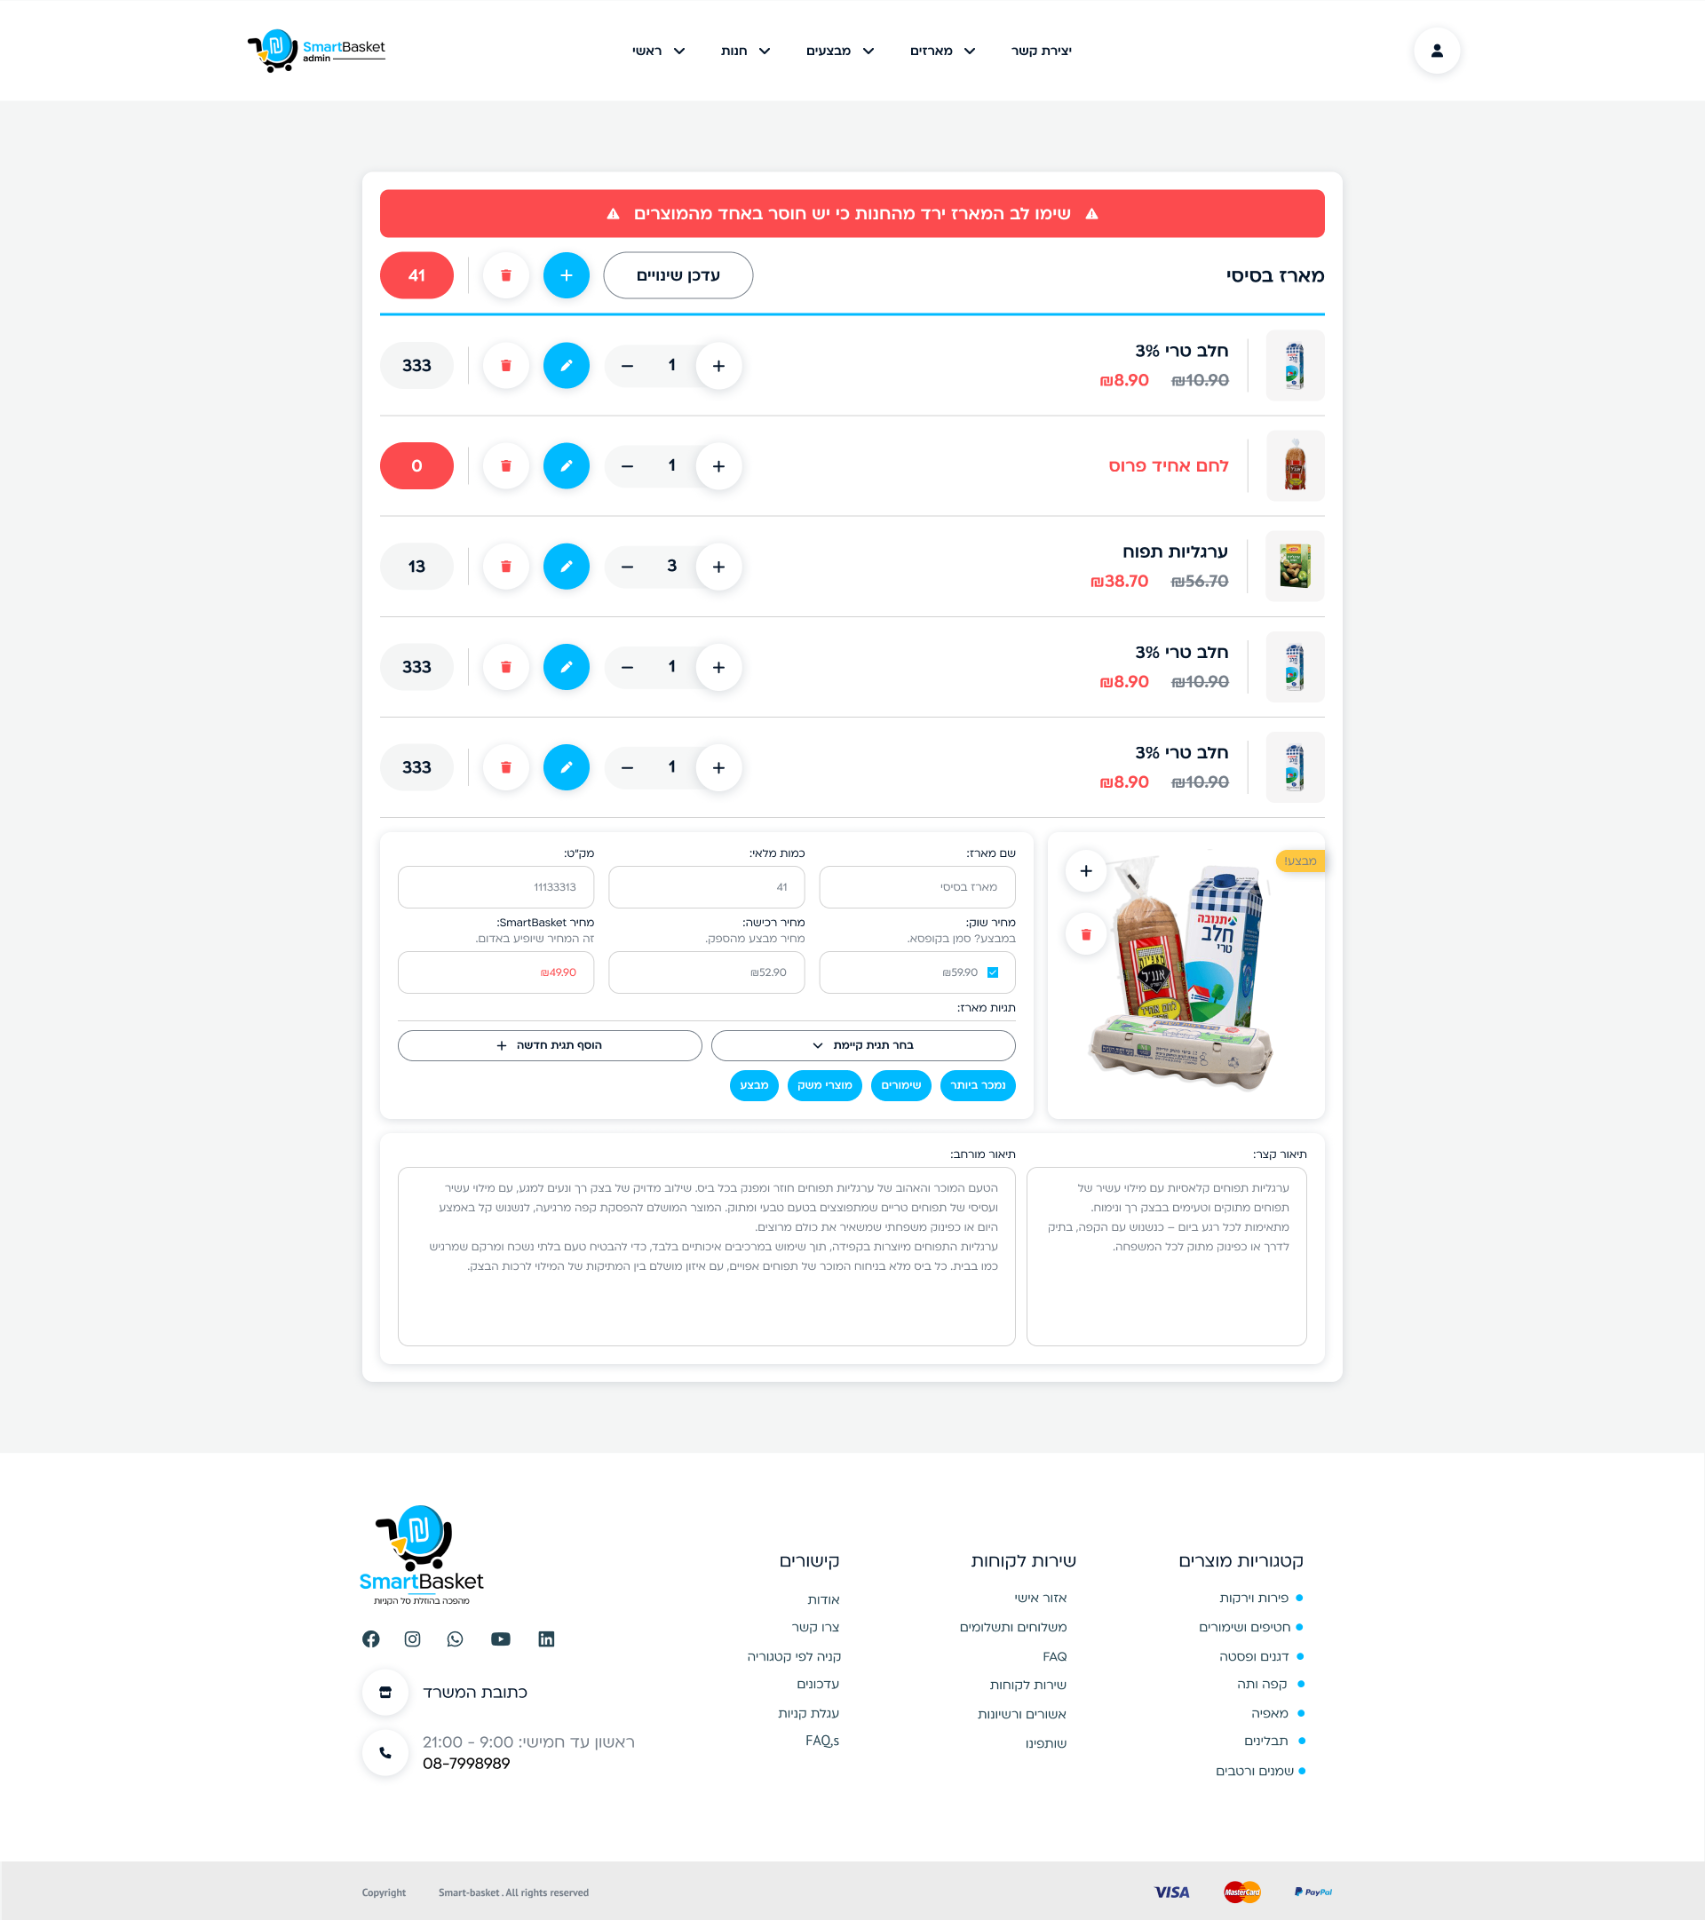 SmartBasket
admin
ראשי
חנות
מבצעים
מארזים
יצירת קשר
שימו לב המארז ירד מהחנות כי יש חוסר באחד מהמוצרים
מארז בסיסי
עדכן שינויים
41
חלב טרי 3%
₪10.90 ₪8.90
1
333
לחם אחיד פרוס
1
0
ערגליות תפוח
₪56.70 ₪38.70
3
13
חלב טרי 3%
₪10.90 ₪8.90
1
333
חלב טרי 3%
₪10.90 ₪8.90
1
333
מבצע!
תנובה
חלב
טרי
אנג'ל
שם מארז:
מארז בסיסי
כמות מלאי:
41
מק"ט:
11133313
מחיר שוק:
במבצע? סמן בקופסא.
₪59.90
מחיר רכישה:
מחיר מבצע מהספק.
₪52.90
מחיר SmartBasket:
זה המחיר שיופיע באדום.
₪49.90
תגיות מארז:
בחר תגית קיימת
הוסף תגית חדשה
נמכר ביותר
שימורים
מוצרי משק
מבצע
תיאור קצר:
ערגליות תפוחים קלאסיות עם מילוי עשיר של
תפוחים מתוקים וטעימים בבצק רך ונימוח.
מתאימות לכל רגע ביום – כנשנוש עם הקפה, בתיק
לדרך או כפינוק מתוק לכל המשפחה.
תיאור מורחב:
הטעם המוכר והאהוב של ערגליות תפוחים חוזר ומפנק בכל ביס. שילוב מדויק של בצק רך ונעים למגע, עם מילוי עשיר
ועסיסי של תפוחים טריים שמתפוצצים בטעם טבעי ומתוק. המוצר המושלם להפסקת קפה מרגיעה, לנשנוש קל באמצע
היום או כפינוק משפחתי שמשאיר את כולם מרוצים.
ערגליות התפוחים מיוצרות בקפידה, תוך שימוש במרכיבים איכותיים בלבד, כדי להבטיח טעם בלתי נשכח ומרקם שמרגיש
כמו בבית. כל ביס מלא בניחוח המוכר של תפוחים אפויים, עם איזון מושלם בין המתיקות של המילוי לרכות הבצק.
קטגוריות מוצרים
פירות וירקות
חטיפים ושימורים
דגנים ופסטה
קפה ותה
מאפיה
תבלינים
שמנים ורטבים
שירות לקוחות
אזור אישי
משלוחים ותשלומים
FAQ
שירות לקוחות
אשורים ורשיונות
שותפינו
קישורים
אודות
צרו קשר
קניה לפי קטגוריה
עדכונים
עגלת קניות
FAQ,s
SmartBasket
מהפכה בהוזלת סל הקניות
כתובת המשרד
ראשון עד חמישי: 9:00 - 21:00
08-7998989
Copyright
Smart-basket . All rights reserved
VISA
MasterCard
PayPal